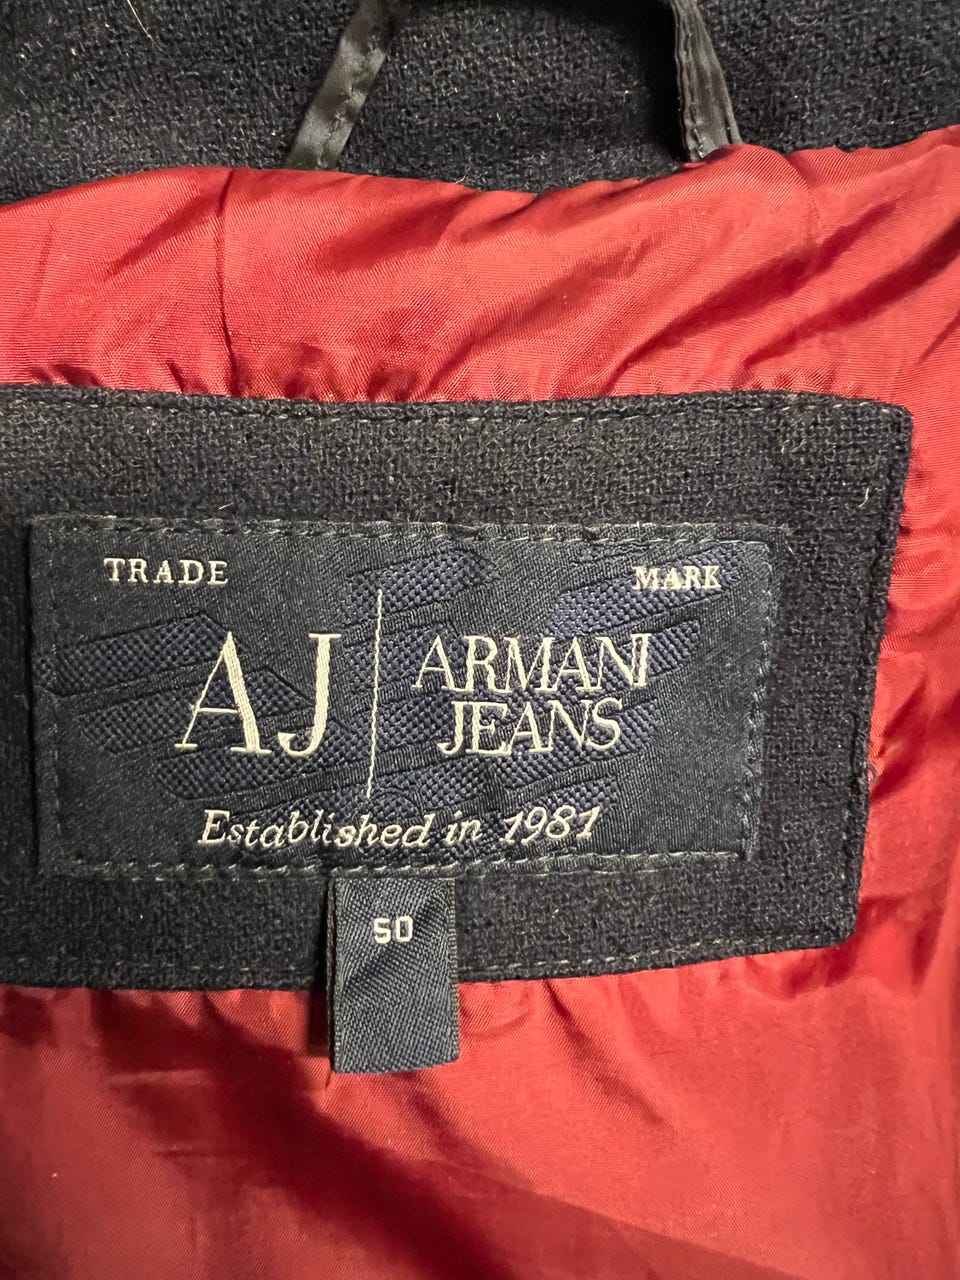 TRADE MARK
AJ ARMANI
JEANS
Established in 1981
50